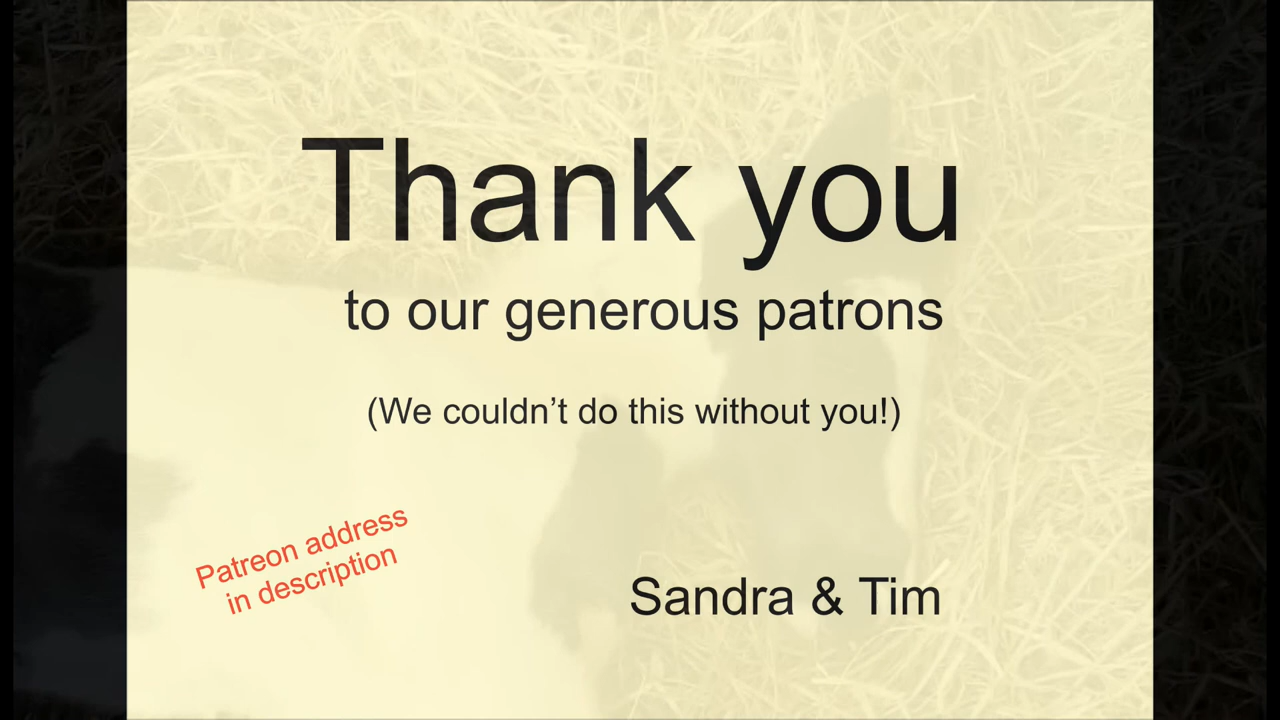 Thank you
to our generous patrons
(We couldn’t do this without you!)
Patreon address
in description
Sandra & Tim